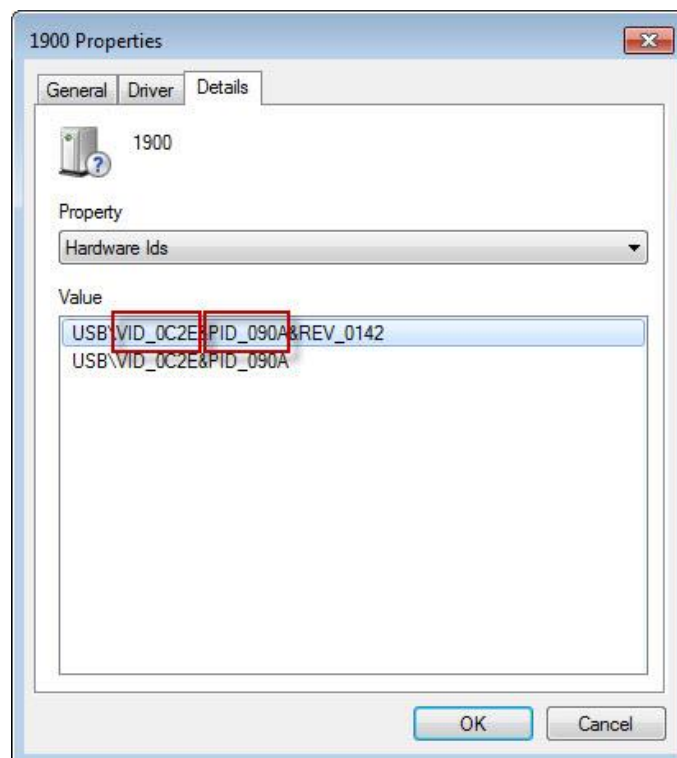 1900 Properties
General Driver Details
1900
Property
Hardware Ids
Value
USB\VID_0C2E&PID_090A&REV_0142
USB\VID_0C2E&PID_090A
OK Cancel